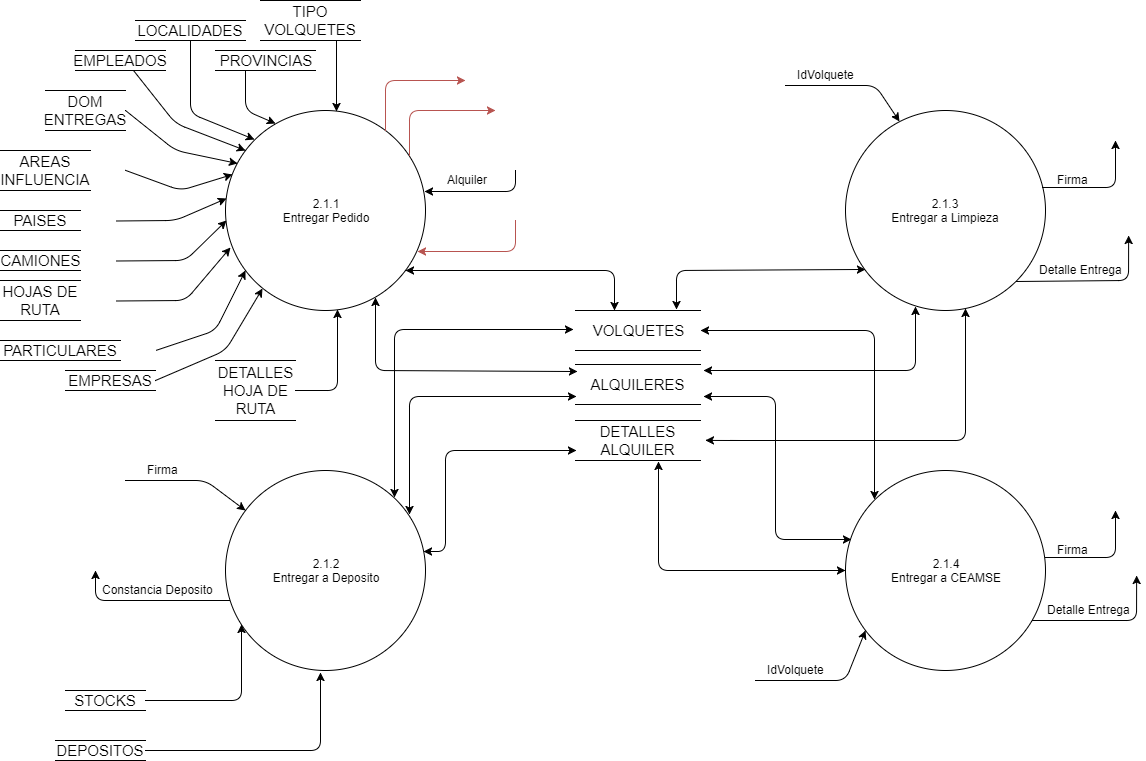 TIPO
VOLQUETES
LOCALIDADES
EMPLEADOS
PROVINCIAS
DOM
ENTREGAS
AREAS
INFLUENCIA
PAISES
CAMIONES
HOJAS DE
RUTA
PARTICULARES
EMPRESAS
DETALLES
HOJA DE
RUTA
2.1.1
Entregar Pedido
Alquiler
IdVolquete
2.1.3
Entregar a Limpieza
Firma
Detalle Entrega
VOLQUETES
ALQUILERES
DETALLES
ALQUILER
Firma
2.1.2
Entregar a Deposito
Constancia Deposito
STOCKS
DEPOSITOS
2.1.4
Entregar a CEAMSE
Firma
Detalle Entrega
IdVolquete